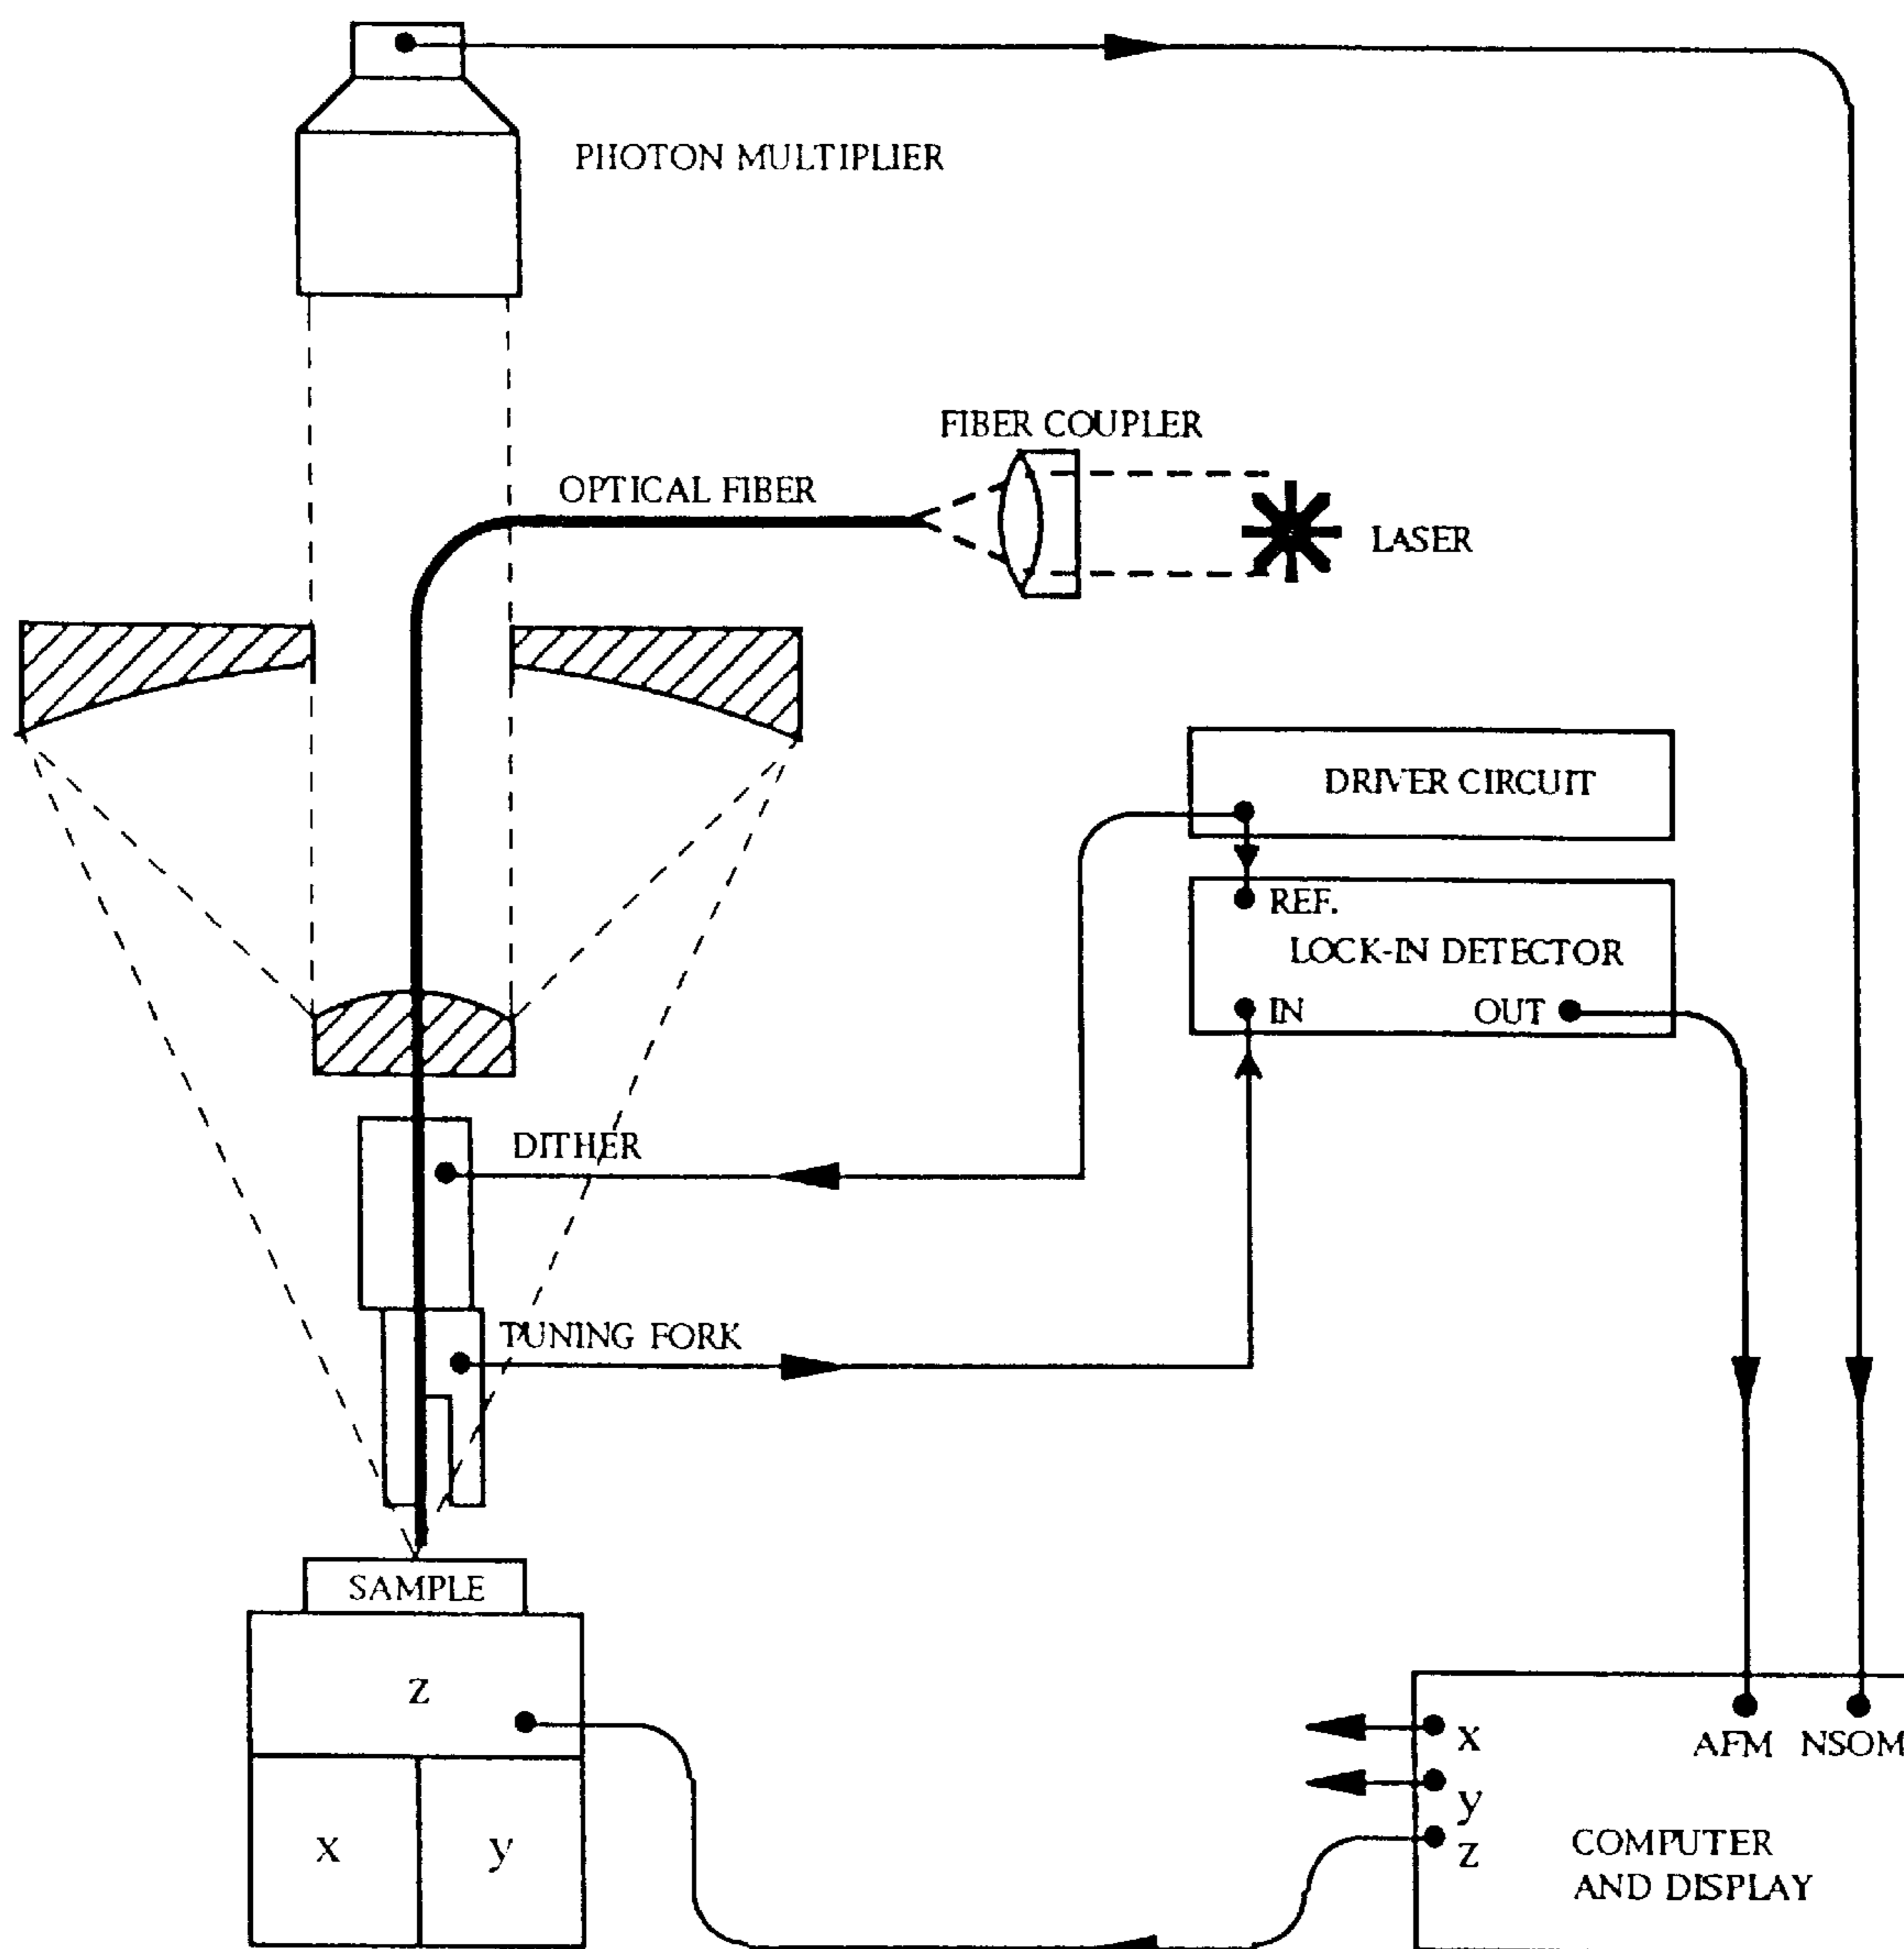 PHOTON MULTIPLIER
FIBER COUPLER
OPTICAL FIBER
LASER
DRIVER CIRCUIT
REF.
LOCK-IN DETECTOR
IN
OUT
DITHER
TUNING FORK
SAMPLE
z
x
y
x
y
z
AFM NSOM
COMPUTER
AND DISPLAY